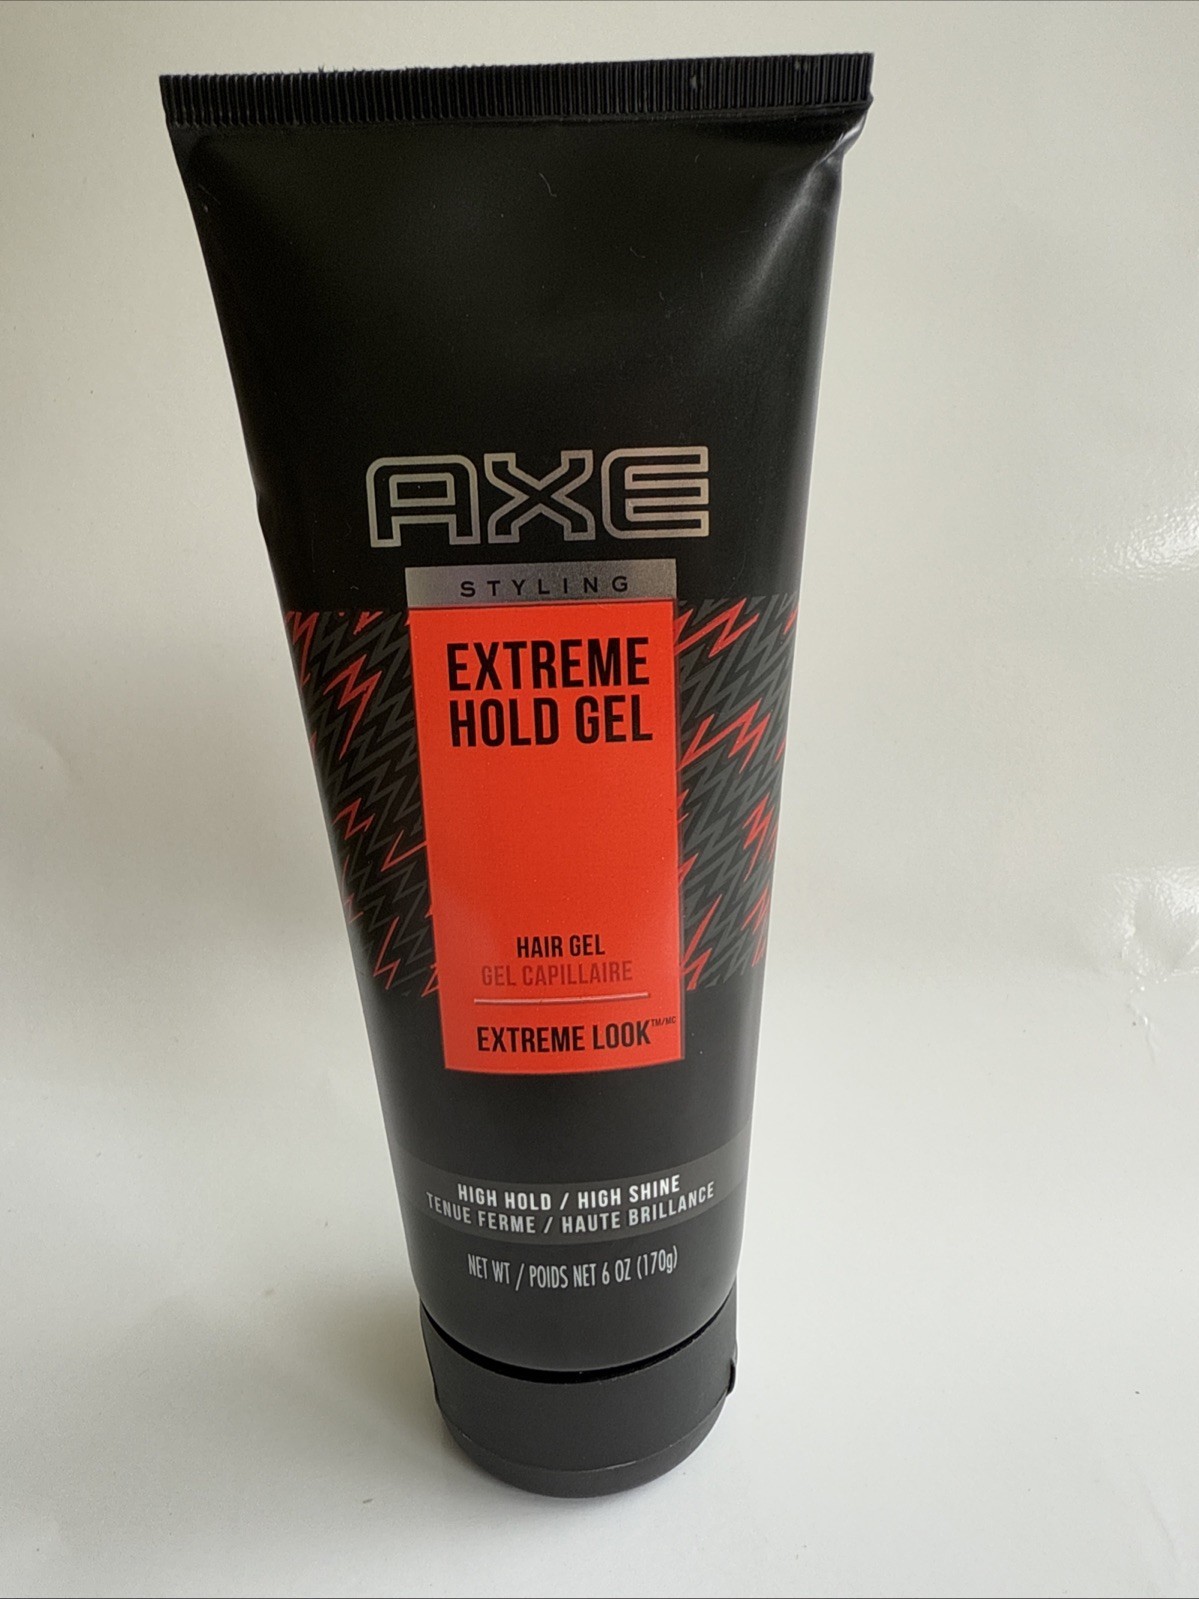 AXE
STYLING
EXTREME
HOLD GEL
HAIR GEL
GEL CAPILLAIRE
EXTREME LOOK™/MC
HIGH HOLD / HIGH SHINE
TENUE FERME / HAUTE BRILLANCE
NET WT / POIDS NET 6 OZ (170g)